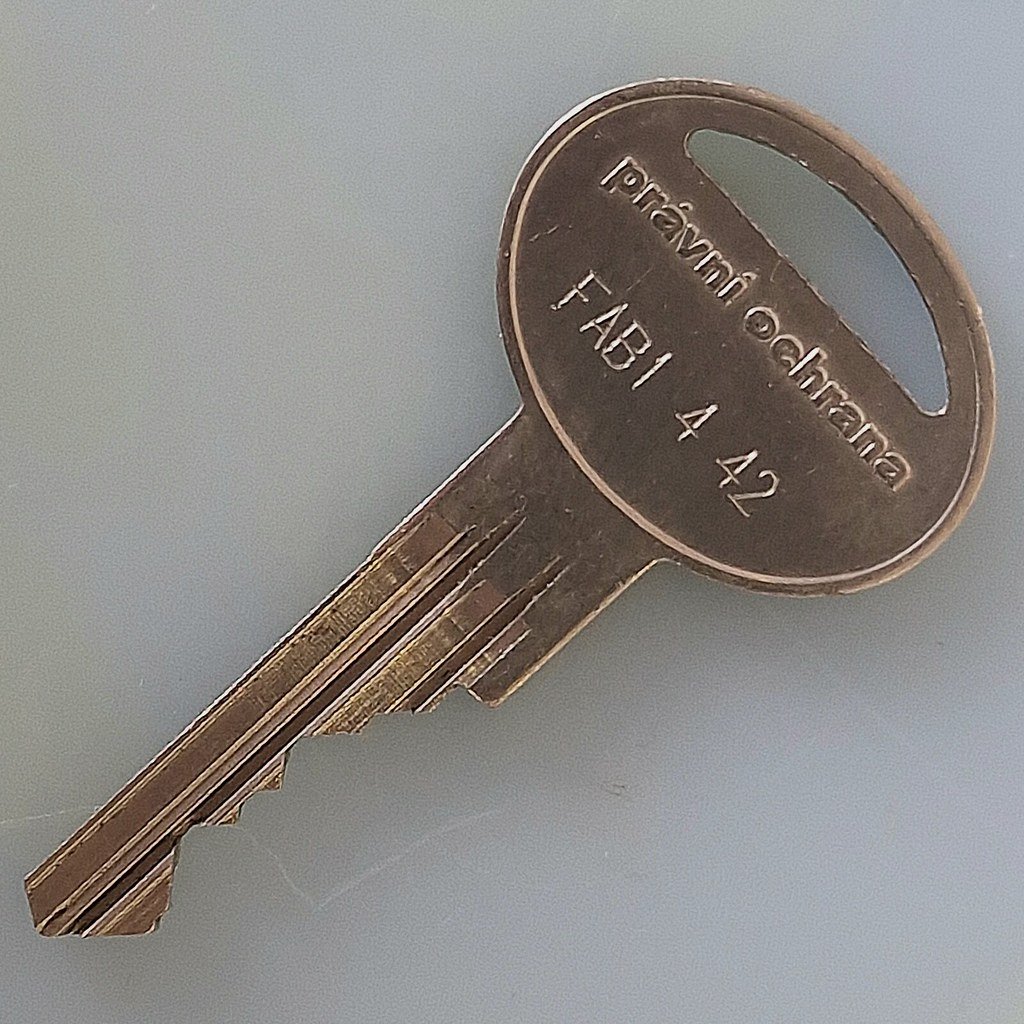 právní ochrana
FAB1 4 42